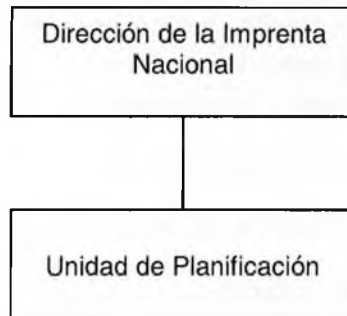 Dirección de la Imprenta
Nacional
Unidad de Planificación